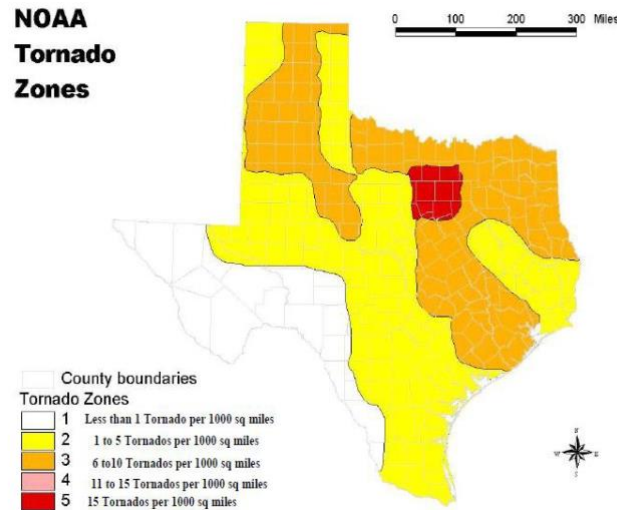 NOAA
Tornado
Zones
0 100 200 300 Miles
County boundaries
Tornado Zones
1 Less than 1 Tornado per 1000 sq miles
2 1 to 5 Tornados per 1000 sq miles
3 6 to10 Tornados per 1000 sq miles
4 11 to 15 Tornados per 1000 sq miles
5 15 Tornados per 1000 sq miles
N
W E
S